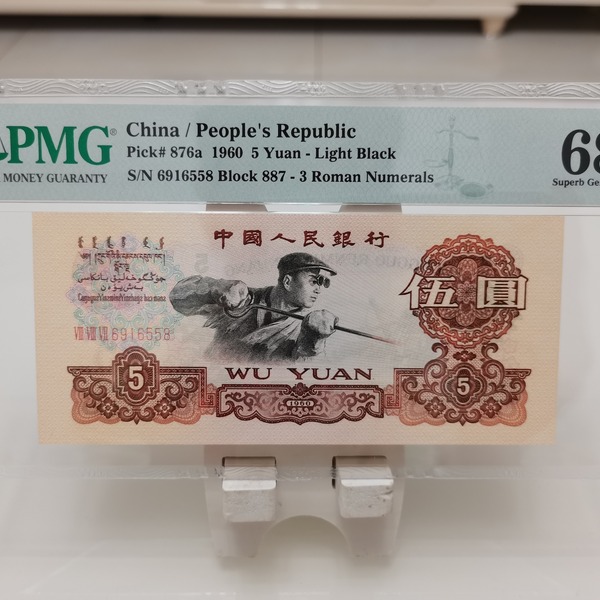 PMG®
MONEY GUARANTY
China / People's Republic
Pick# 876a 1960 5 Yuan - Light Black
S/N 6916558 Block 887 - 3 Roman Numerals
68
Superb Ge
中國人民銀行
伍圓
VIII VIII VII 6916558
WU YUAN
5
1960
5